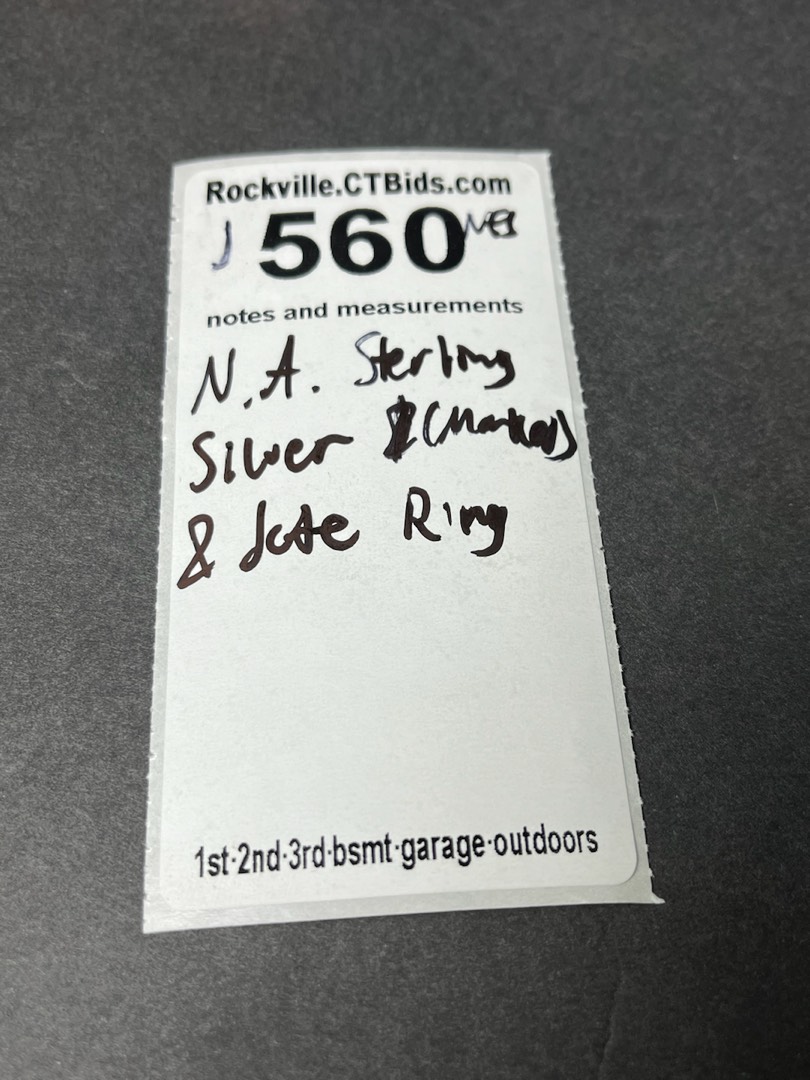 Rockville.CTBids.com
J 560
notes and measurements
N.A. Sterling
Silver (Marked)
& Jade Ring
1st·2nd·3rd·bsmt·garage·outdoors